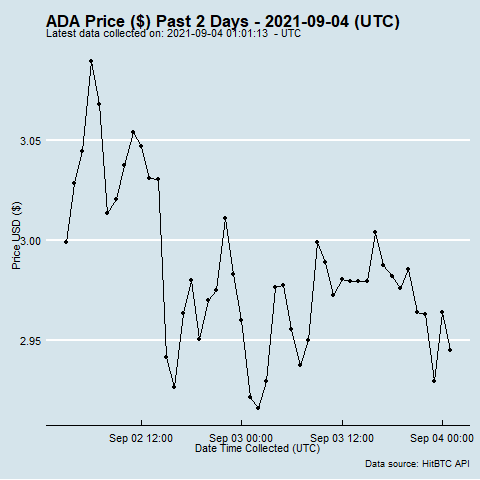 ADA Price ($) Past 2 Days - 2021-09-04 (UTC)
Latest data collected on: 2021-09-04 01:01:13 - UTC
3.05
3.00
2.95
Price USD ($)
Sep 02 12:00
Sep 03 00:00
Sep 03 12:00
Sep 04 00:00
Date Time Collected (UTC)
Data source: HitBTC API